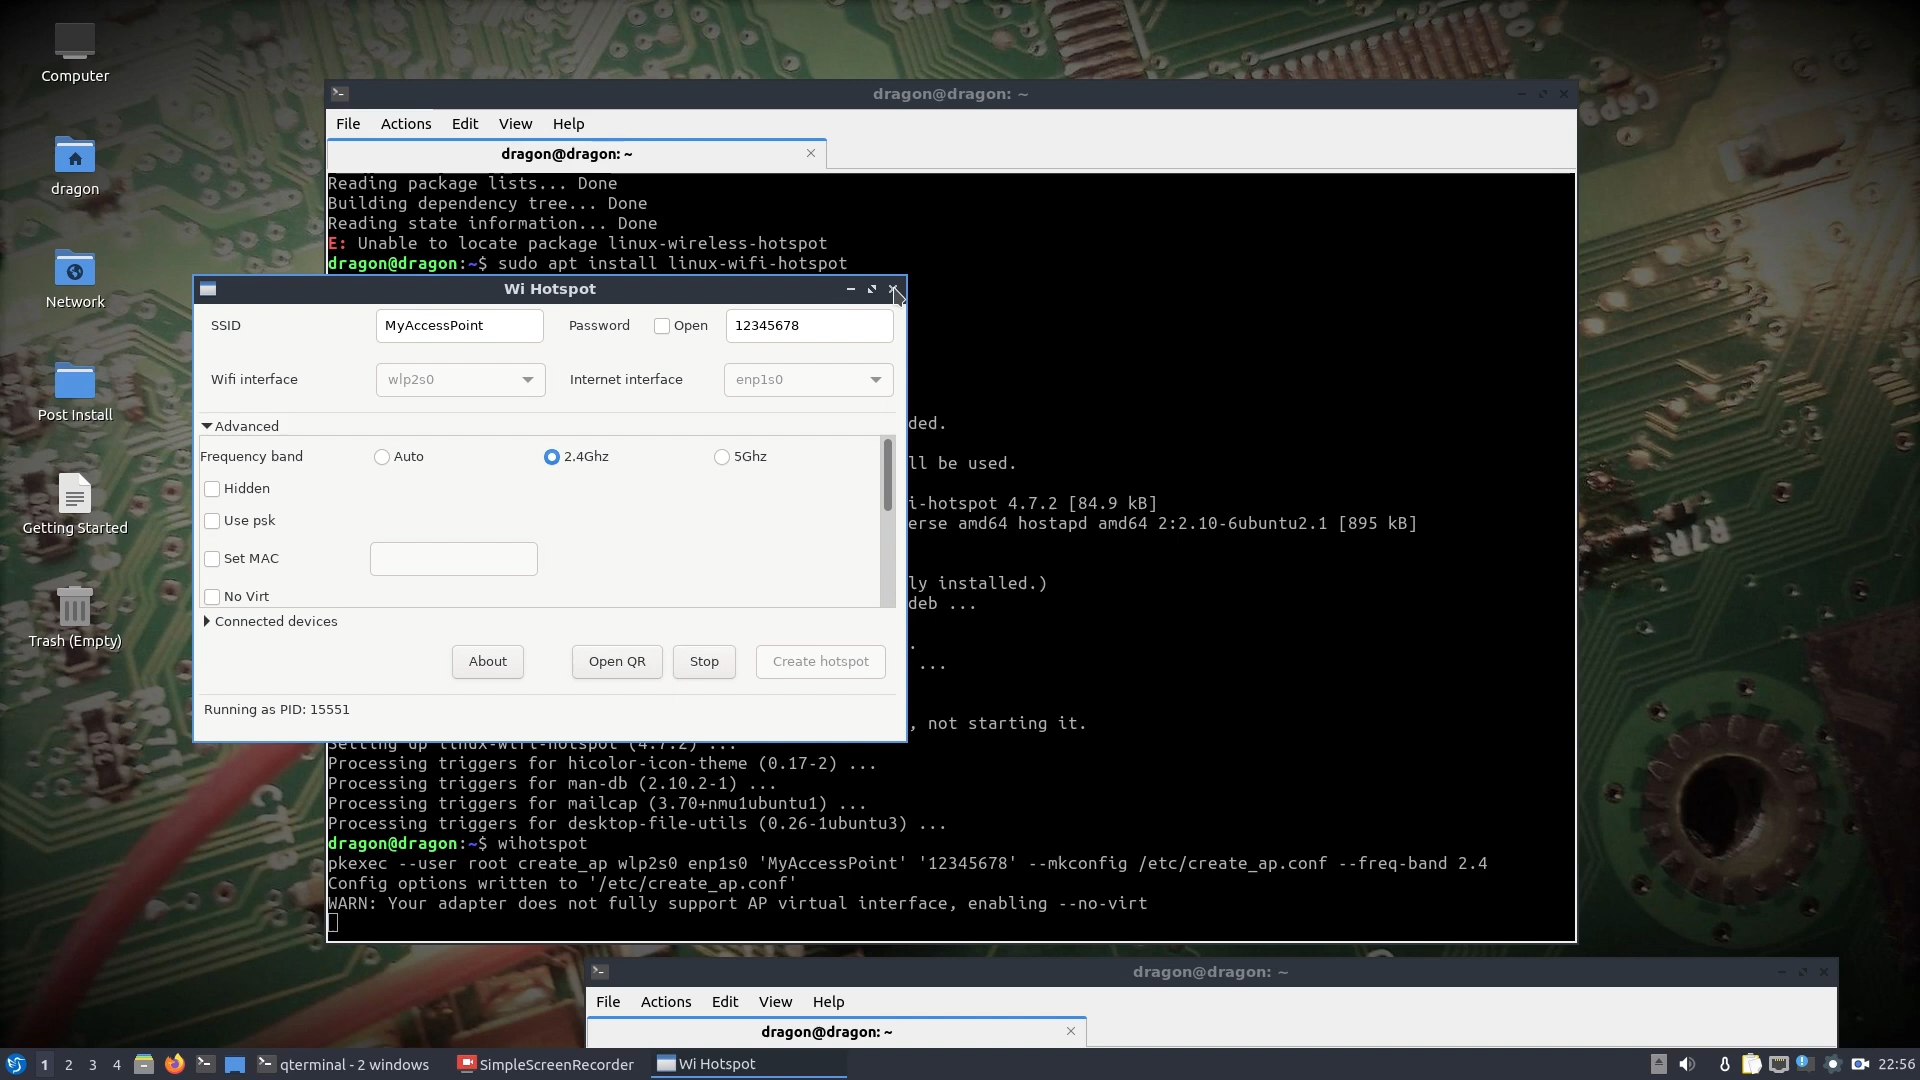 Computer
dragon
Network
Post Install
Getting Started
Trash (Empty)
dragon@dragon: ~
File Actions Edit View Help
dragon@dragon: ~
Reading package lists... Done
Building dependency tree... Done
Reading state information... Done
E: Unable to locate package linux-wireless-hotspot
dragon@dragon:~$ sudo apt install linux-wifi-hotspot
ded.
ll be used.
i-hotspot 4.7.2 [84.9 kB]
erse amd64 hostapd amd64 2:2.10-6ubuntu2.1 [895 kB]
ly installed.)
deb ...
.
...
, not starting it.
Setting up linux-wifi-hotspot (4.7.2) ...
Processing triggers for hicolor-icon-theme (0.17-2) ...
Processing triggers for man-db (2.10.2-1) ...
Processing triggers for mailcap (3.70+nmu1ubuntu1) ...
Processing triggers for desktop-file-utils (0.26-1ubuntu3) ...
dragon@dragon:~$ wihotspot
pkexec --user root create_ap wlp2s0 enp1s0 'MyAccessPoint' '12345678' --mkconfig /etc/create_ap.conf --freq-band 2.4
Config options written to '/etc/create_ap.conf'
WARN: Your adapter does not fully support AP virtual interface, enabling --no-virt
Wi Hotspot
SSID MyAccessPoint Password Open 12345678
Wifi interface wlp2s0 Internet interface enp1s0
Advanced
Frequency band Auto 2.4Ghz 5Ghz
Hidden
Use psk
Set MAC
No Virt
Connected devices
About Open QR Stop Create hotspot
Running as PID: 15551
dragon@dragon: ~
File Actions Edit View Help
dragon@dragon: ~
1 2 3 4 qterminal - 2 windows SimpleScreenRecorder Wi Hotspot 22:56